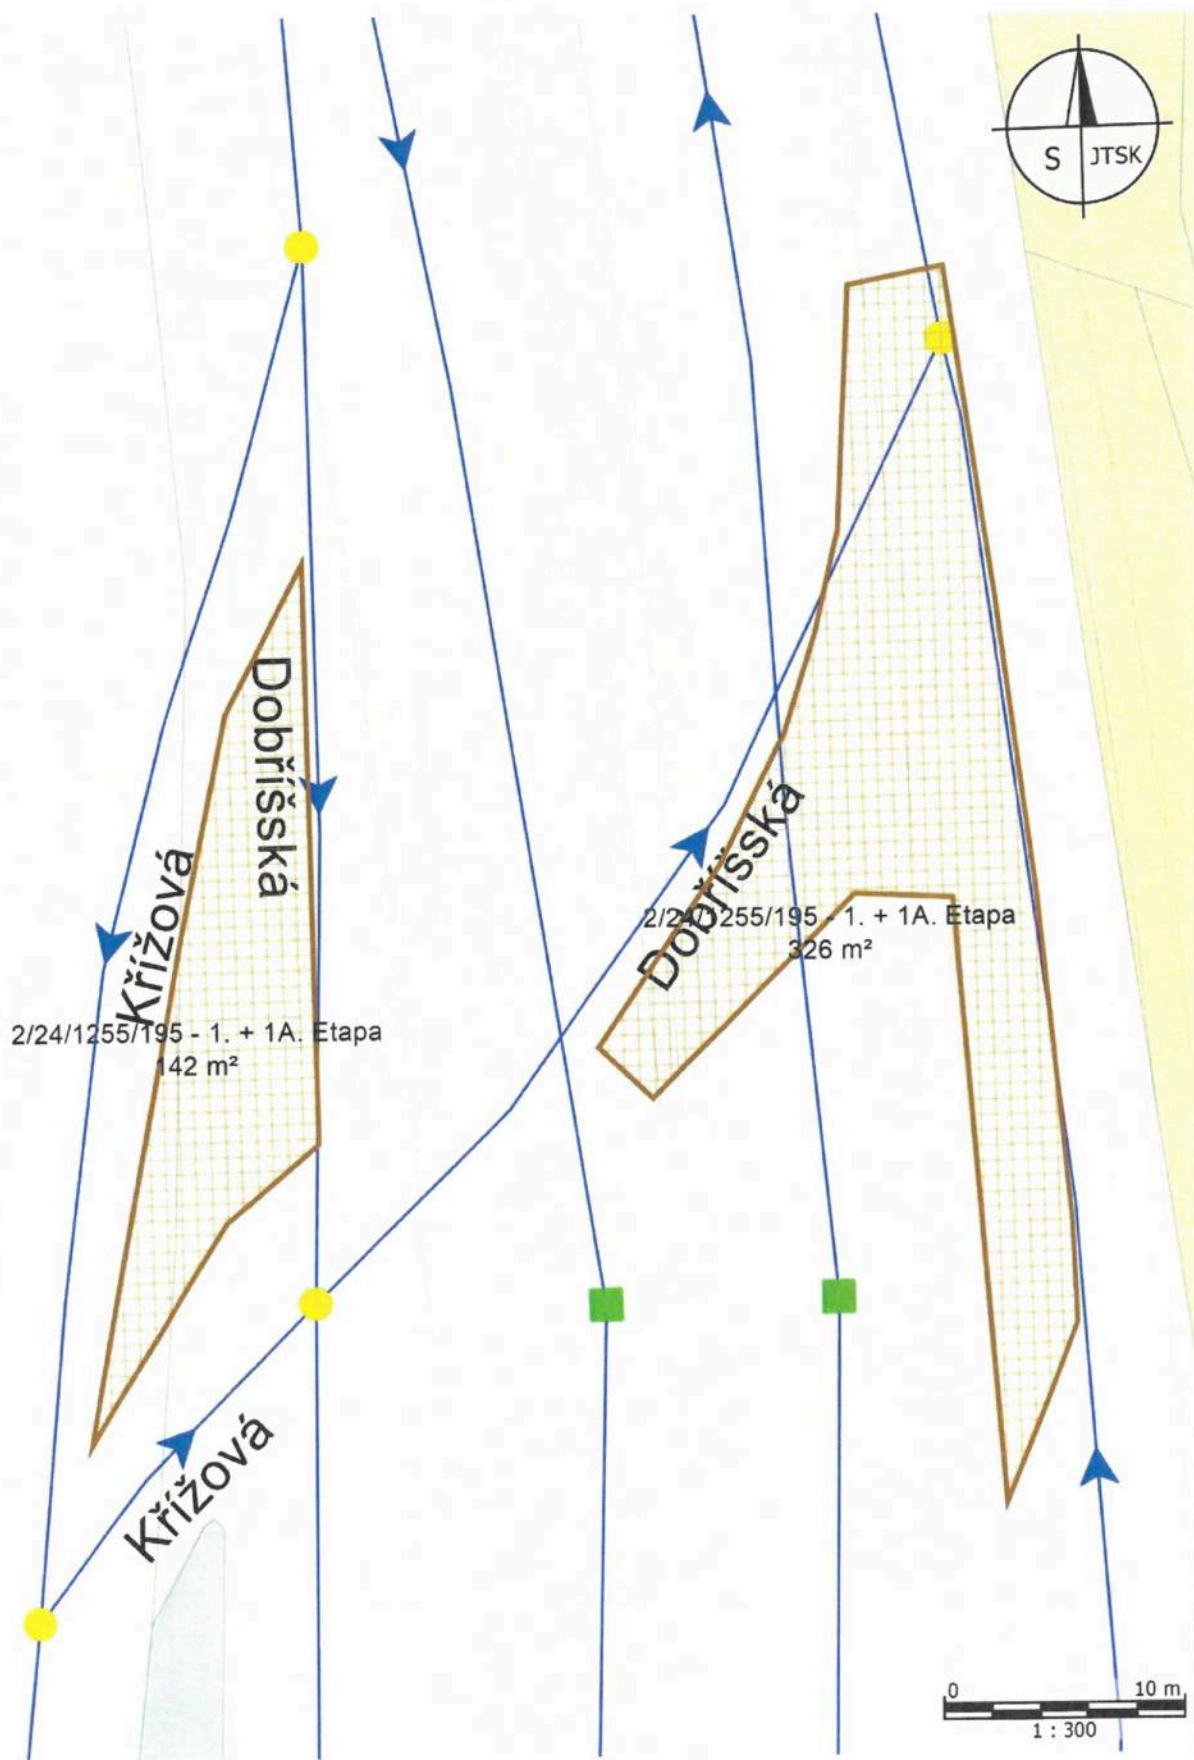 S JTSK
Dobříšská
Křížová
2/24/1255/195 - 1. + 1A. Etapa
142 m²
Dobříšská
2/24/1255/195 - 1. + 1A. Etapa
326 m²
Křížová
0 10 m
1 : 300